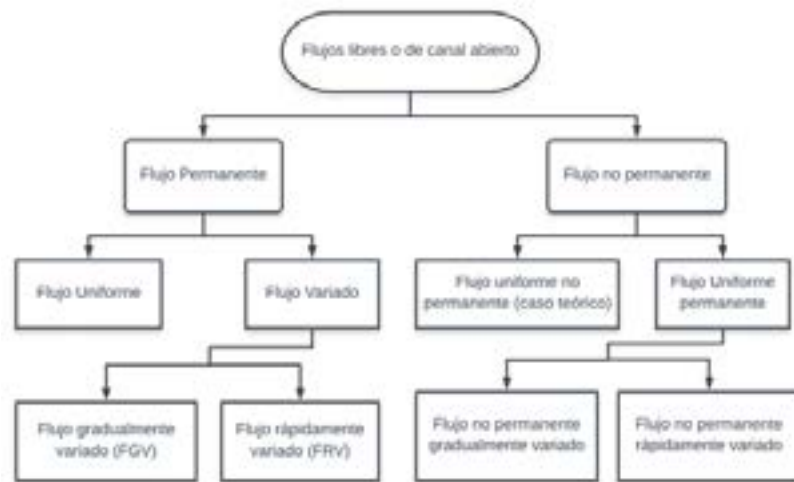 Flujos libres o de canal abierto
Flujo Permanente
Flujo no permanente
Flujo Uniforme
Flujo Variado
Flujo uniforme no
permanente (caso teórico)
Flujo Uniforme
permanente
Flujo gradualmente
variado (FGV)
Flujo rápidamente
variado (FRV)
Flujo no permanente
gradualmente variado
Flujo no permanente
rápidamente variado